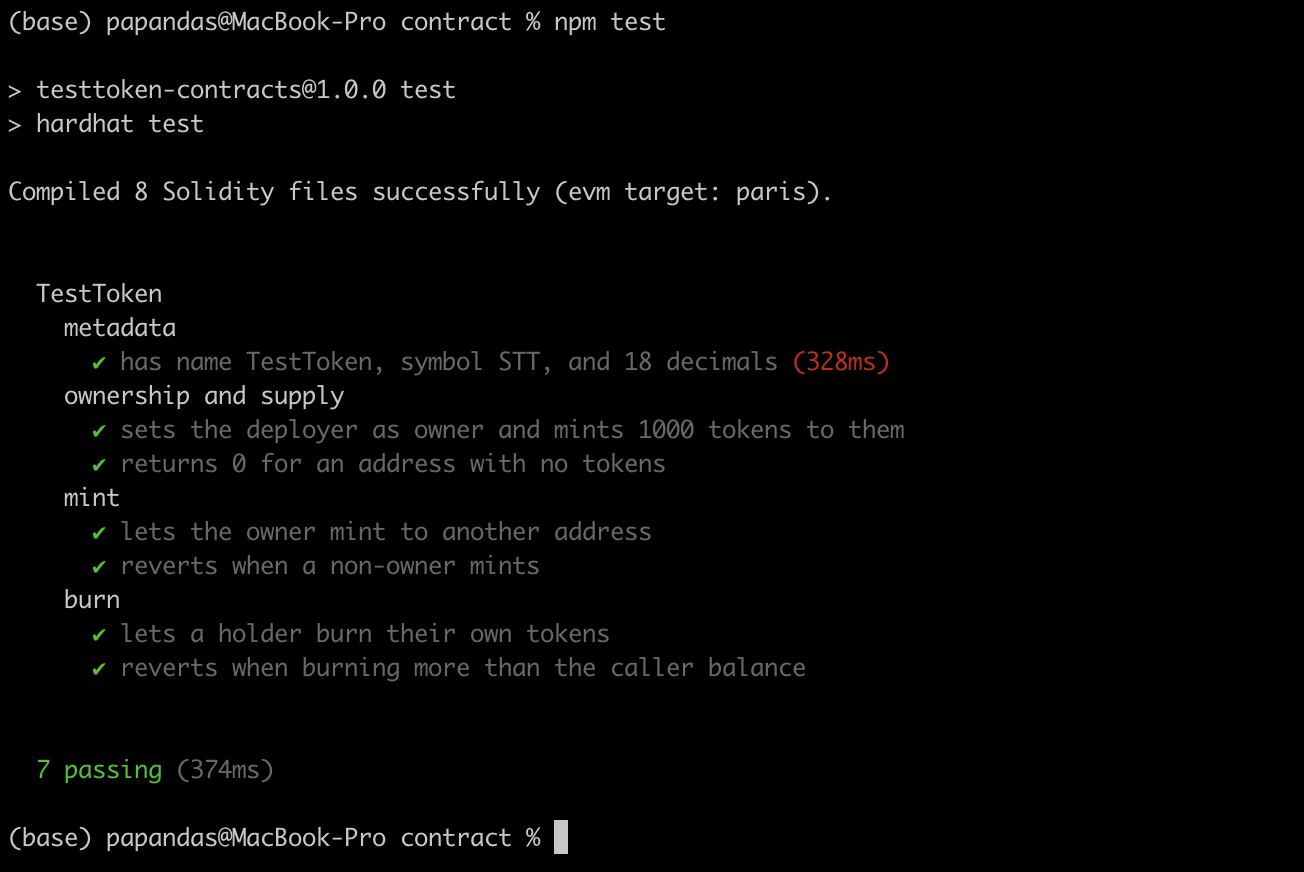 (base) papandas@MacBook-Pro contract % npm test
> testtoken-contracts@1.0.0 test
> hardhat test
Compiled 8 Solidity files successfully (evm target: paris).
TestToken
metadata
✔ has name TestToken, symbol STT, and 18 decimals (328ms)
ownership and supply
✔ sets the deployer as owner and mints 1000 tokens to them
✔ returns 0 for an address with no tokens
mint
✔ lets the owner mint to another address
✔ reverts when a non-owner mints
burn
✔ lets a holder burn their own tokens
✔ reverts when burning more than the caller balance
7 passing (374ms)
(base) papandas@MacBook-Pro contract %